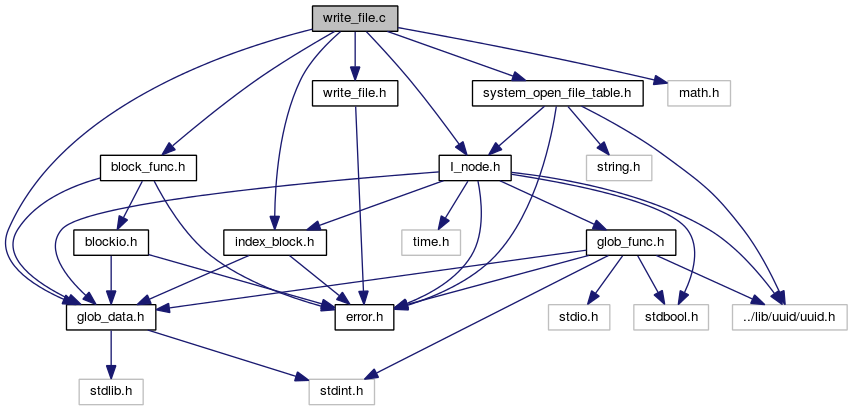 write_file.c
write_file.h
system_open_file_table.h
math.h
block_func.h
I_node.h
string.h
blockio.h
index_block.h
time.h
glob_func.h
glob_data.h
error.h
stdio.h
stdbool.h
../lib/uuid/uuid.h
stdlib.h
stdint.h